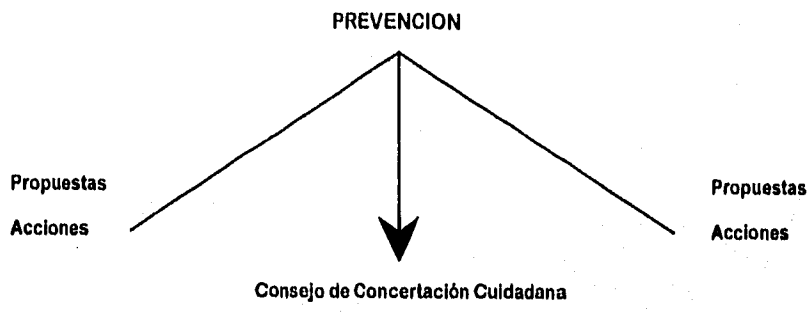 PREVENCION
Propuestas
Acciones
Propuestas
Acciones
Consejo de Concertación Cuidadana